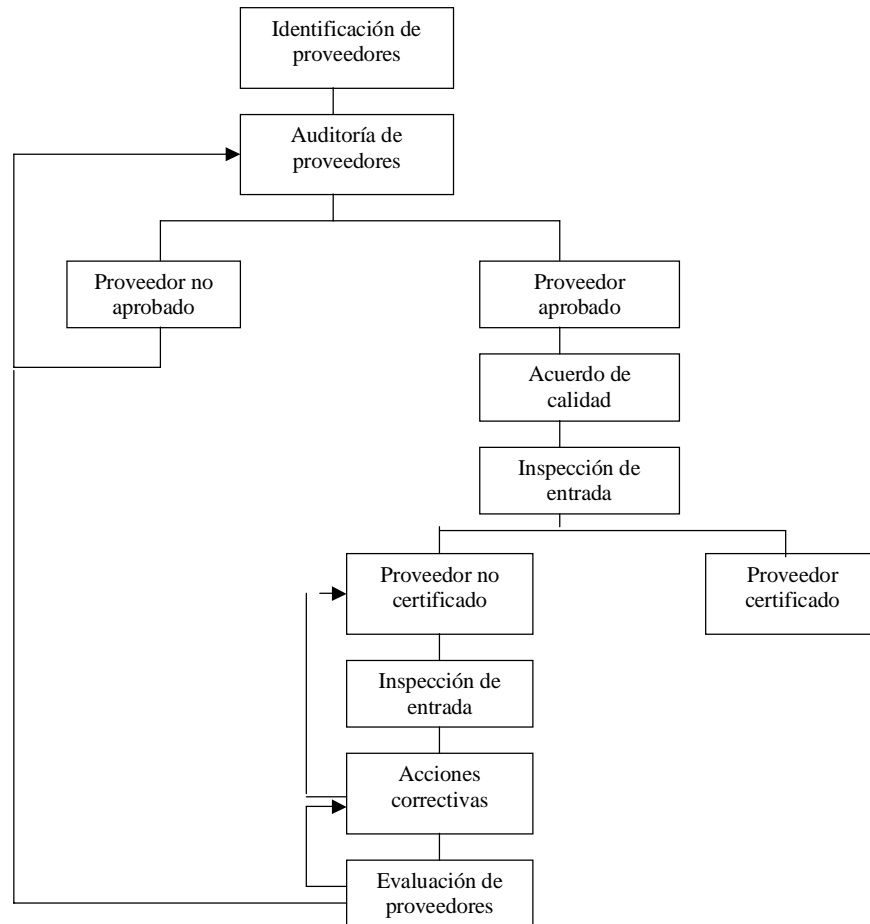 Identificación de
proveedores
Auditoría de
proveedores
Proveedor no
aprobado
Proveedor
aprobado
Acuerdo de
calidad
Inspección de
entrada
Proveedor no
certificado
Proveedor
certificado
Inspección de
entrada
Acciones
correctivas
Evaluación de
proveedores